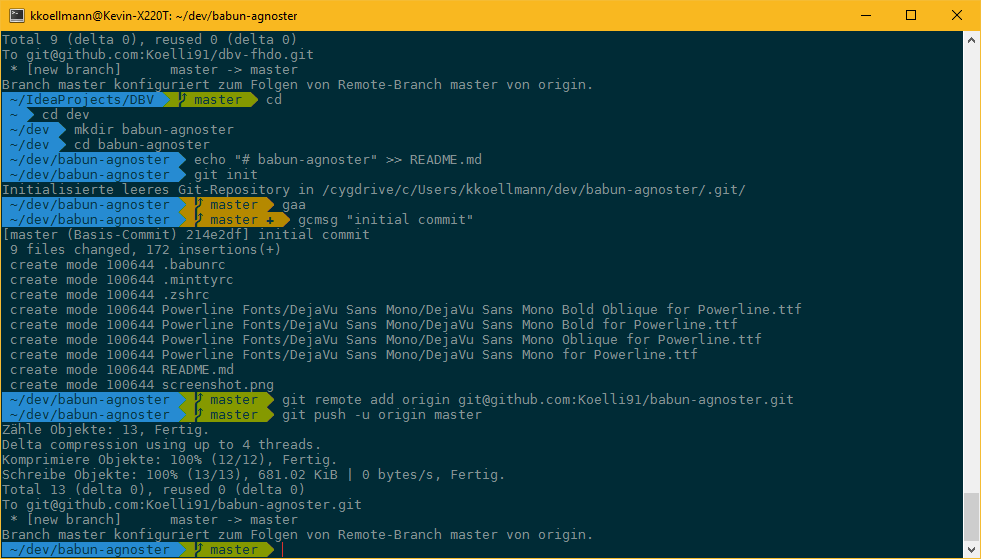 kkoellmann@Kevin-X220T: ~/dev/babun-agnoster
Total 9 (delta 0), reused 0 (delta 0)
To git@github.com:Koelli91/dbv-fhdo.git
 * [new branch]      master -> master
Branch master konfiguriert zum Folgen von Remote-Branch master von origin.
~/IdeaProjects/DBV master cd
~ cd dev
~/dev mkdir babun-agnoster
~/dev cd babun-agnoster
~/dev/babun-agnoster echo "# babun-agnoster" >> README.md
~/dev/babun-agnoster git init
Initialisierte leeres Git-Repository in /cygdrive/c/Users/kkoellmann/dev/babun-agnoster/.git/
~/dev/babun-agnoster master gaa
~/dev/babun-agnoster master + gcmsg "initial commit"
[master (Basis-Commit) 214e2df] initial commit
 9 files changed, 172 insertions(+)
 create mode 100644 .babunrc
 create mode 100644 .minttyrc
 create mode 100644 .zshrc
 create mode 100644 Powerline Fonts/DejaVu Sans Mono/DejaVu Sans Mono Bold Oblique for Powerline.ttf
 create mode 100644 Powerline Fonts/DejaVu Sans Mono/DejaVu Sans Mono Bold for Powerline.ttf
 create mode 100644 Powerline Fonts/DejaVu Sans Mono/DejaVu Sans Mono Oblique for Powerline.ttf
 create mode 100644 Powerline Fonts/DejaVu Sans Mono/DejaVu Sans Mono for Powerline.ttf
 create mode 100644 README.md
 create mode 100644 screenshot.png
~/dev/babun-agnoster master git remote add origin git@github.com:Koelli91/babun-agnoster.git
~/dev/babun-agnoster master git push -u origin master
Zähle Objekte: 13, Fertig.
Delta compression using up to 4 threads.
Komprimiere Objekte: 100% (12/12), Fertig.
Schreibe Objekte: 100% (13/13), 681.02 KiB | 0 bytes/s, Fertig.
Total 13 (delta 0), reused 0 (delta 0)
To git@github.com:Koelli91/babun-agnoster.git
 * [new branch]      master -> master
Branch master konfiguriert zum Folgen von Remote-Branch master von origin.
~/dev/babun-agnoster master